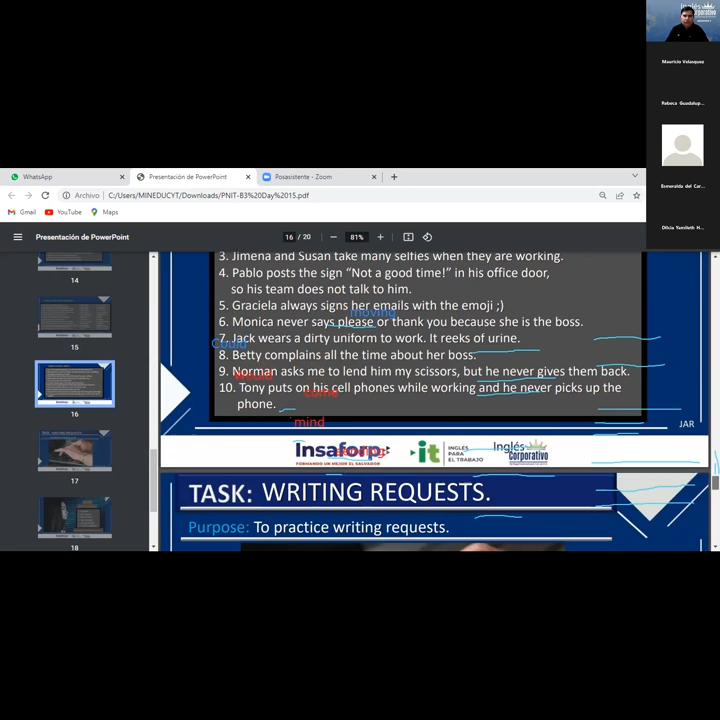 Inglés
Corporativo
Mauricio Velasquez
Rebeca Guadalup...
Esmeralda del Car...
Dilcia Yamileth H...
WhatsApp
Presentación de PowerPoint
Posasistente - Zoom
Archivo
C:/Users/MINEDUCYT/Downloads/PNIT-B3%20Day%2015.pdf
Gmail
YouTube
Maps
Presentación de PowerPoint
16 / 20
81%
14
15
16
17
18
3. Jimena and Susan take many selfies when they are working.
4. Pablo posts the sign “Not a good time!” in his office door,
so his team does not talk to him.
5. Graciela always signs her emails with the emoji ;)
moving
6. Monica never says please or thank you because she is the boss.
7. Jack wears a dirty uniform to work. It reeks of urine.
Could
8. Betty complains all the time about her boss.
9. Norman asks me to lend him my scissors, but he never gives them back.
Would
10. Tony puts on his cell phones while working and he never picks up the
come
phone.
mind
JAR
Insaforp
FORMANDO UN MEJOR EL SALVADOR
it
INGLÉS
PARA
EL TRABAJO
Inglés
Corporativo
TASK: WRITING REQUESTS.
Purpose: To practice writing requests.